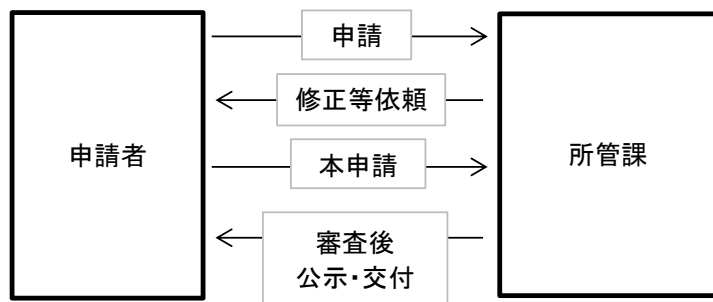 申請
修正等依頼
申請者
本申請
所管課
審査後
公示・交付